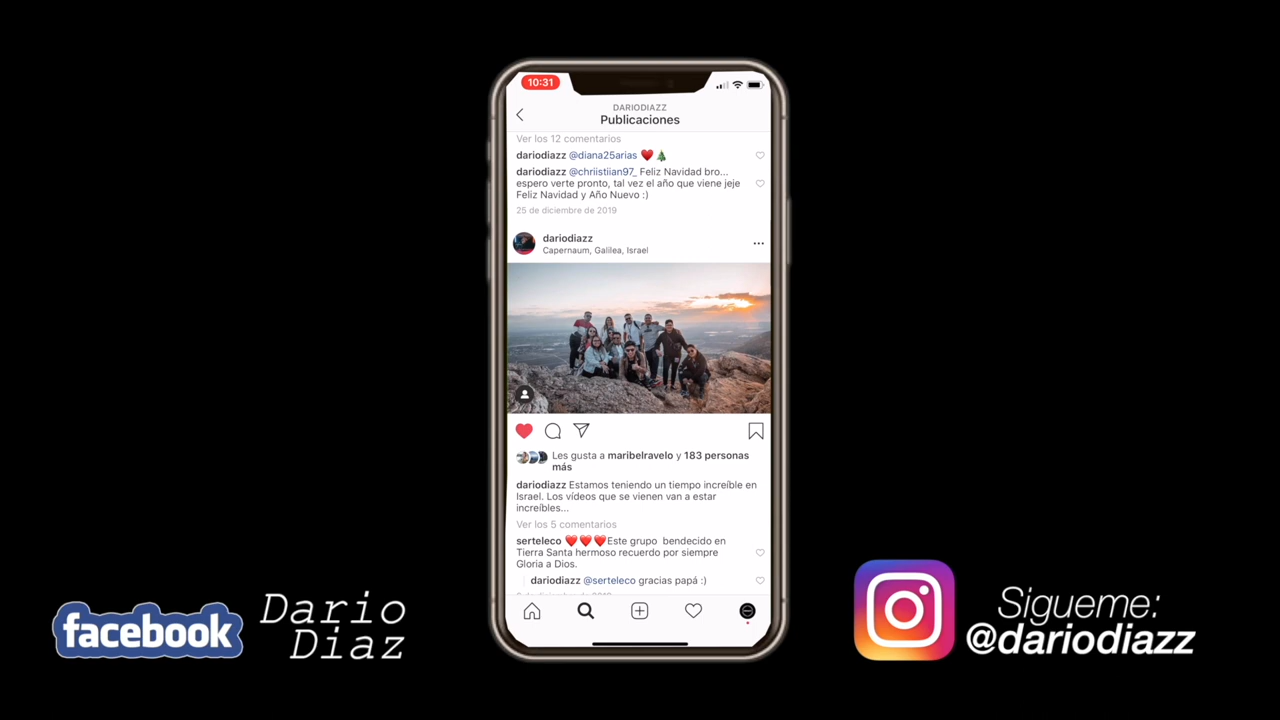 10:31
DARIODIAZZ
Publicaciones
Ver los 12 comentarios
dariodiazz @diana25arias ❤️🎄
dariodiazz @chriistiian97_ Feliz Navidad bro...
espero verte pronto, tal vez el año que viene jeje
Feliz Navidad y Año Nuevo :)
25 de diciembre de 2019
dariodiazz
Capernaum, Galilea, Israel
Les gusta a maribelravelo y 183 personas
más
dariodiazz Estamos teniendo un tiempo increíble en
Israel. Los vídeos que se vienen van a estar
increíbles...
Ver los 5 comentarios
serteleco ❤️❤️❤️Este grupo bendecido en
Tierra Santa hermoso recuerdo por siempre
Gloria a Dios.
dariodiazz @serteleco gracias papá :)
facebook
Dario
Diaz
Sigueme:
@dariodiazz